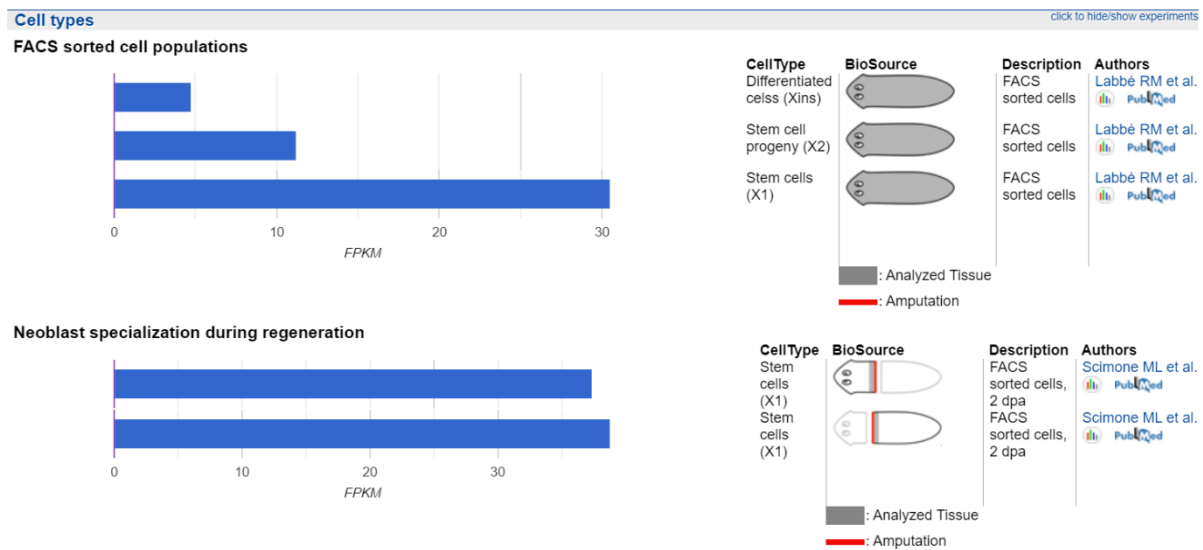 Cell types
click to hide/show experiments
FACS sorted cell populations
0 10 20 30
FPKM
CellType BioSource Description Authors
Differentiated
celss (Xins)
FACS
sorted cells
Labbé RM et al.
PubMed
Stem cell
progeny (X2)
FACS
sorted cells
Labbé RM et al.
PubMed
Stem cells
(X1)
FACS
sorted cells
Labbé RM et al.
PubMed
: Analyzed Tissue
: Amputation
Neoblast specialization during regeneration
0 10 20 30
FPKM
CellType BioSource Description Authors
Stem
cells
(X1)
FACS
sorted cells,
2 dpa
Scimone ML et al.
PubMed
Stem
cells
(X1)
FACS
sorted cells,
2 dpa
Scimone ML et al.
PubMed
: Analyzed Tissue
: Amputation